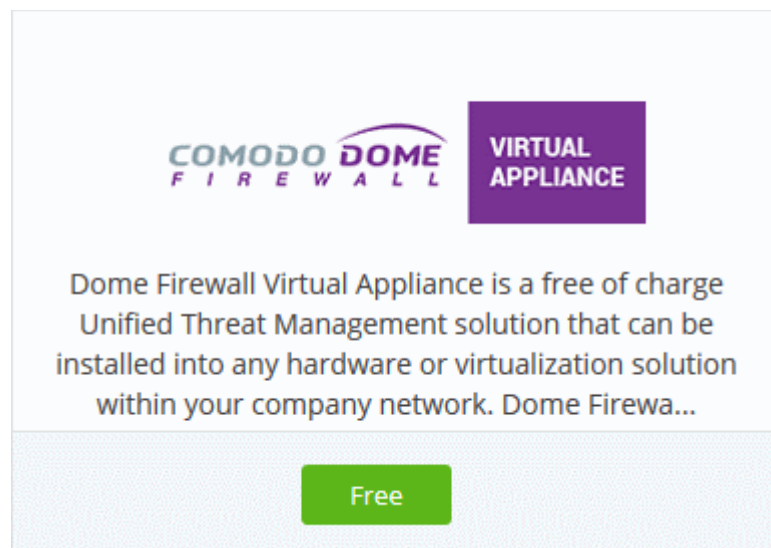 COMODO DOME
FIREWALL
VIRTUAL
APPLIANCE
Dome Firewall Virtual Appliance is a free of charge
Unified Threat Management solution that can be
installed into any hardware or virtualization solution
within your company network. Dome Firewa...
Free